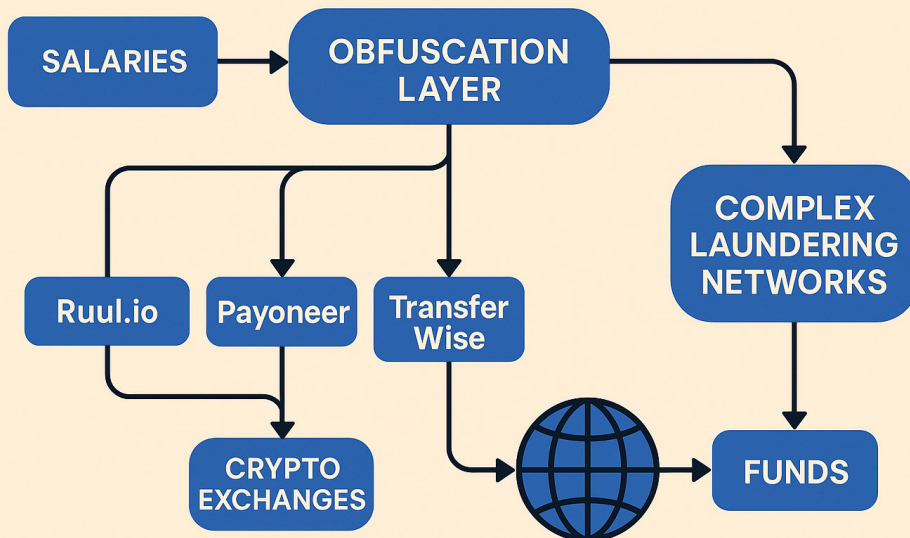 SALARIES
OBFUSCATION
LAYER
COMPLEX
LAUNDERING
NETWORKS
Ruul.io
Payoneer
Transfer
Wise
CRYPTO
EXCHANGES
FUNDS